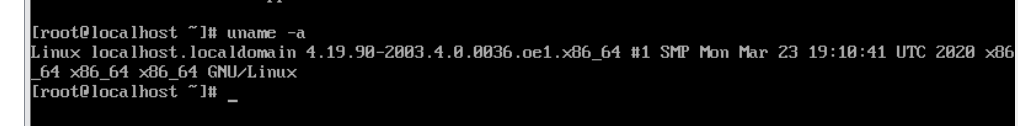 [root@localhost ~]# uname -a
Linux localhost.localdomain 4.19.90-2003.4.0.0036.oe1.x86_64 #1 SMP Mon Mar 23 19:10:41 UTC 2020 x86
_64 x86_64 x86_64 GNU/Linux
[root@localhost ~]# _